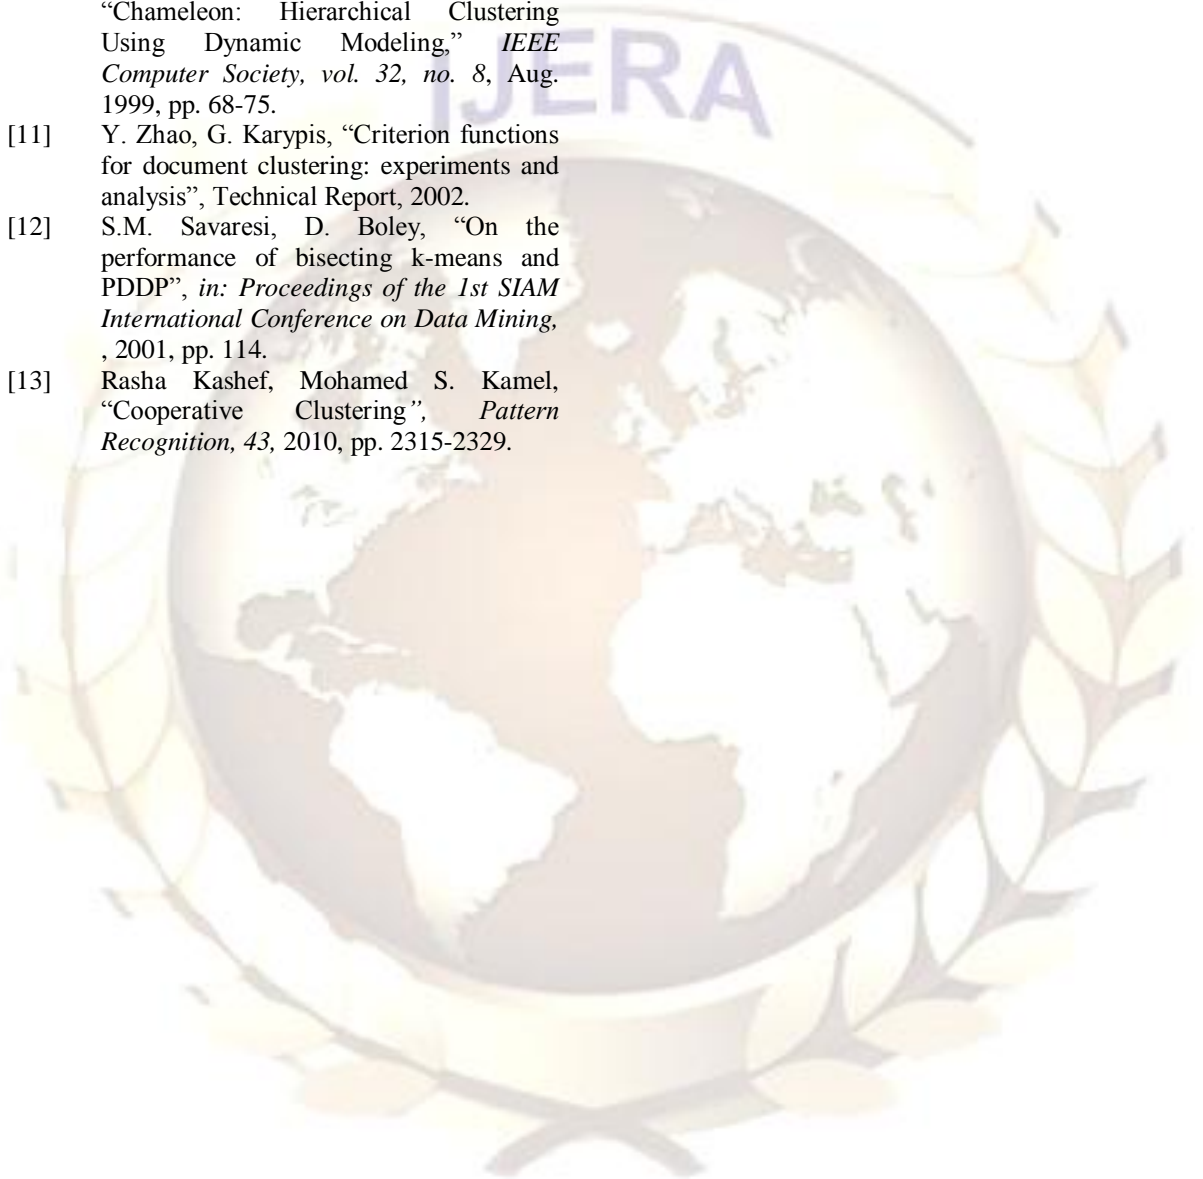 IJERA
“Chameleon: Hierarchical Clustering
Using Dynamic Modeling,” IEEE
Computer Society, vol. 32, no. 8, Aug.
1999, pp. 68-75.
[11] Y. Zhao, G. Karypis, “Criterion functions
for document clustering: experiments and
analysis”, Technical Report, 2002.
[12] S.M. Savaresi, D. Boley, “On the
performance of bisecting k-means and
PDDP”, in: Proceedings of the 1st SIAM
International Conference on Data Mining,
, 2001, pp. 114.
[13] Rasha Kashef, Mohamed S. Kamel,
“Cooperative Clustering”, Pattern
Recognition, 43, 2010, pp. 2315-2329.